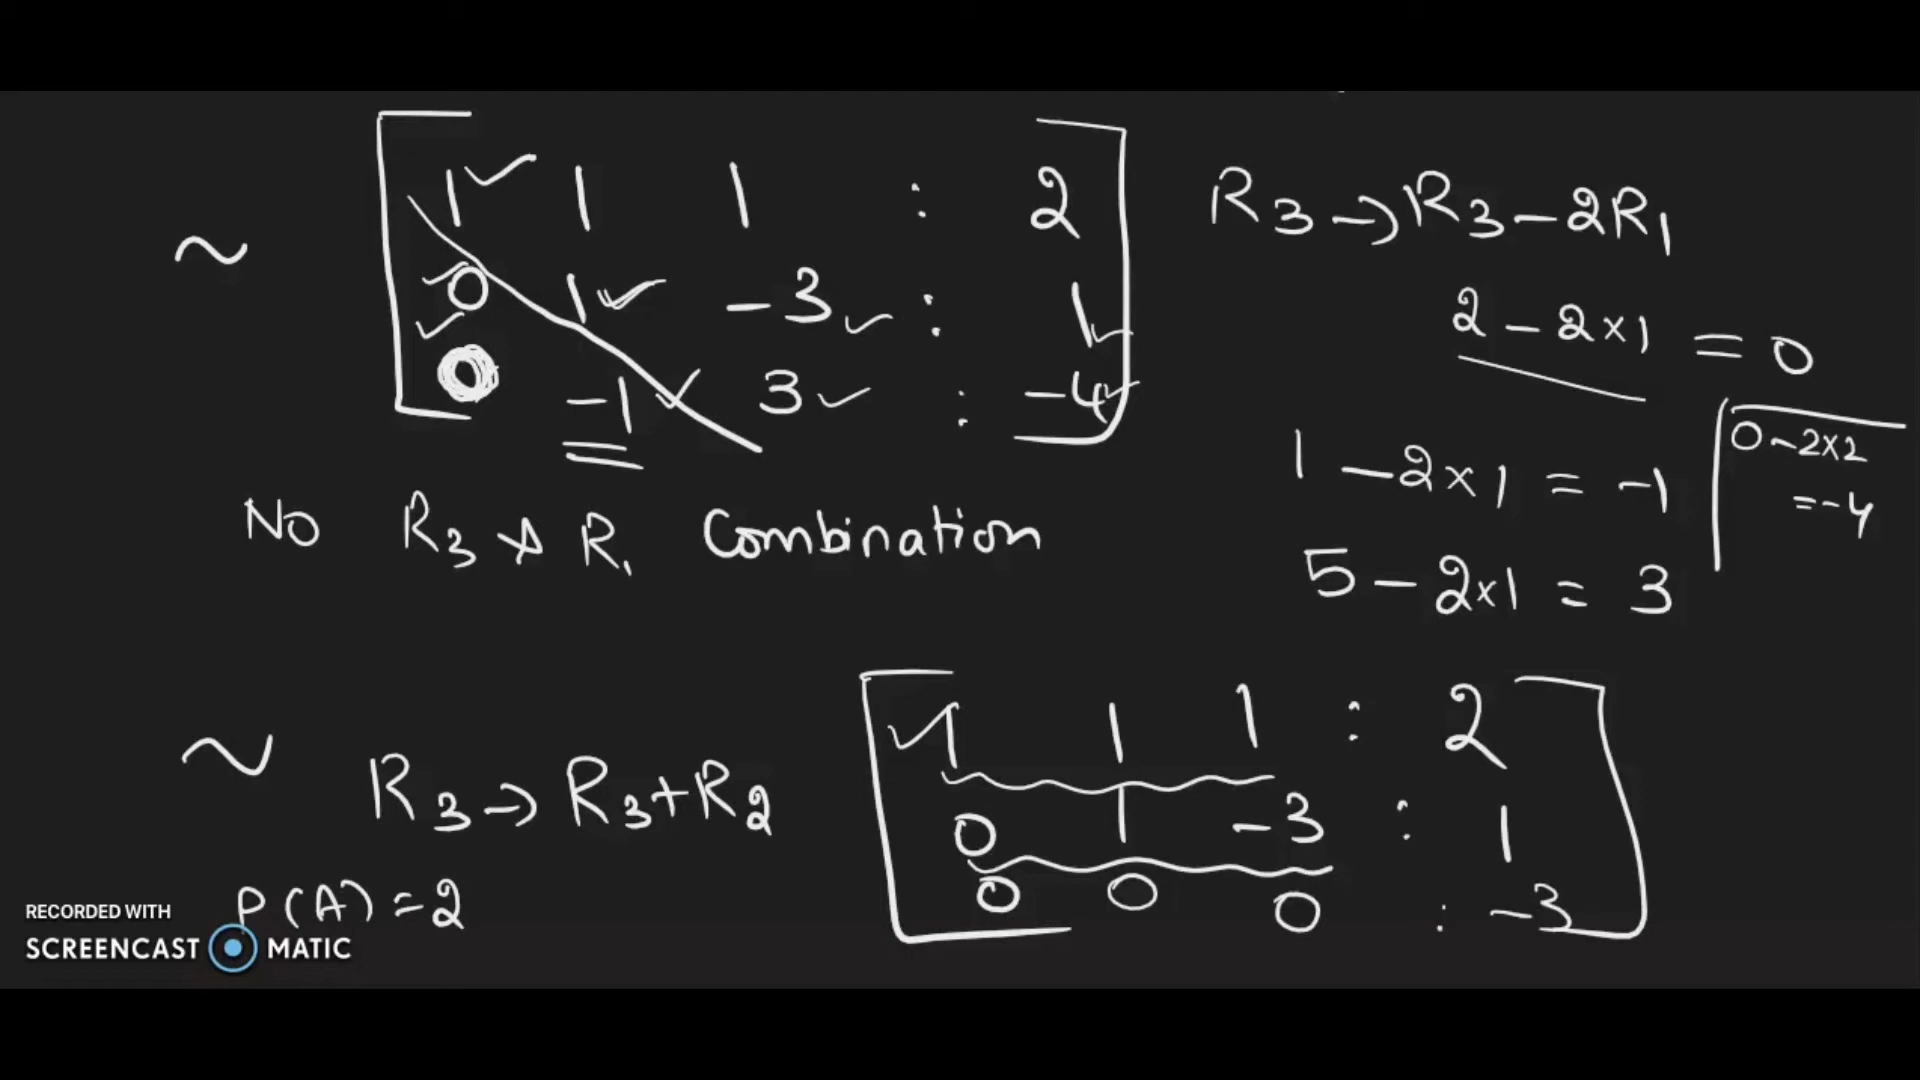 ~ 1 1 1 : 2 R3 → R3 - 2R1
0 1 -3 : 1 2 - 2×1 = 0
0 -1 3 : -4
1 - 2×1 = -1 0 - 2×2
= -4
No R3 & R1 Combination
5 - 2×1 = 3
~ R3 → R3+R2 1 1 1 : 2
0 1 -3 : 1
P(A) = 2 0 0 0 : -3
RECORDED WITH
SCREENCAST MATIC